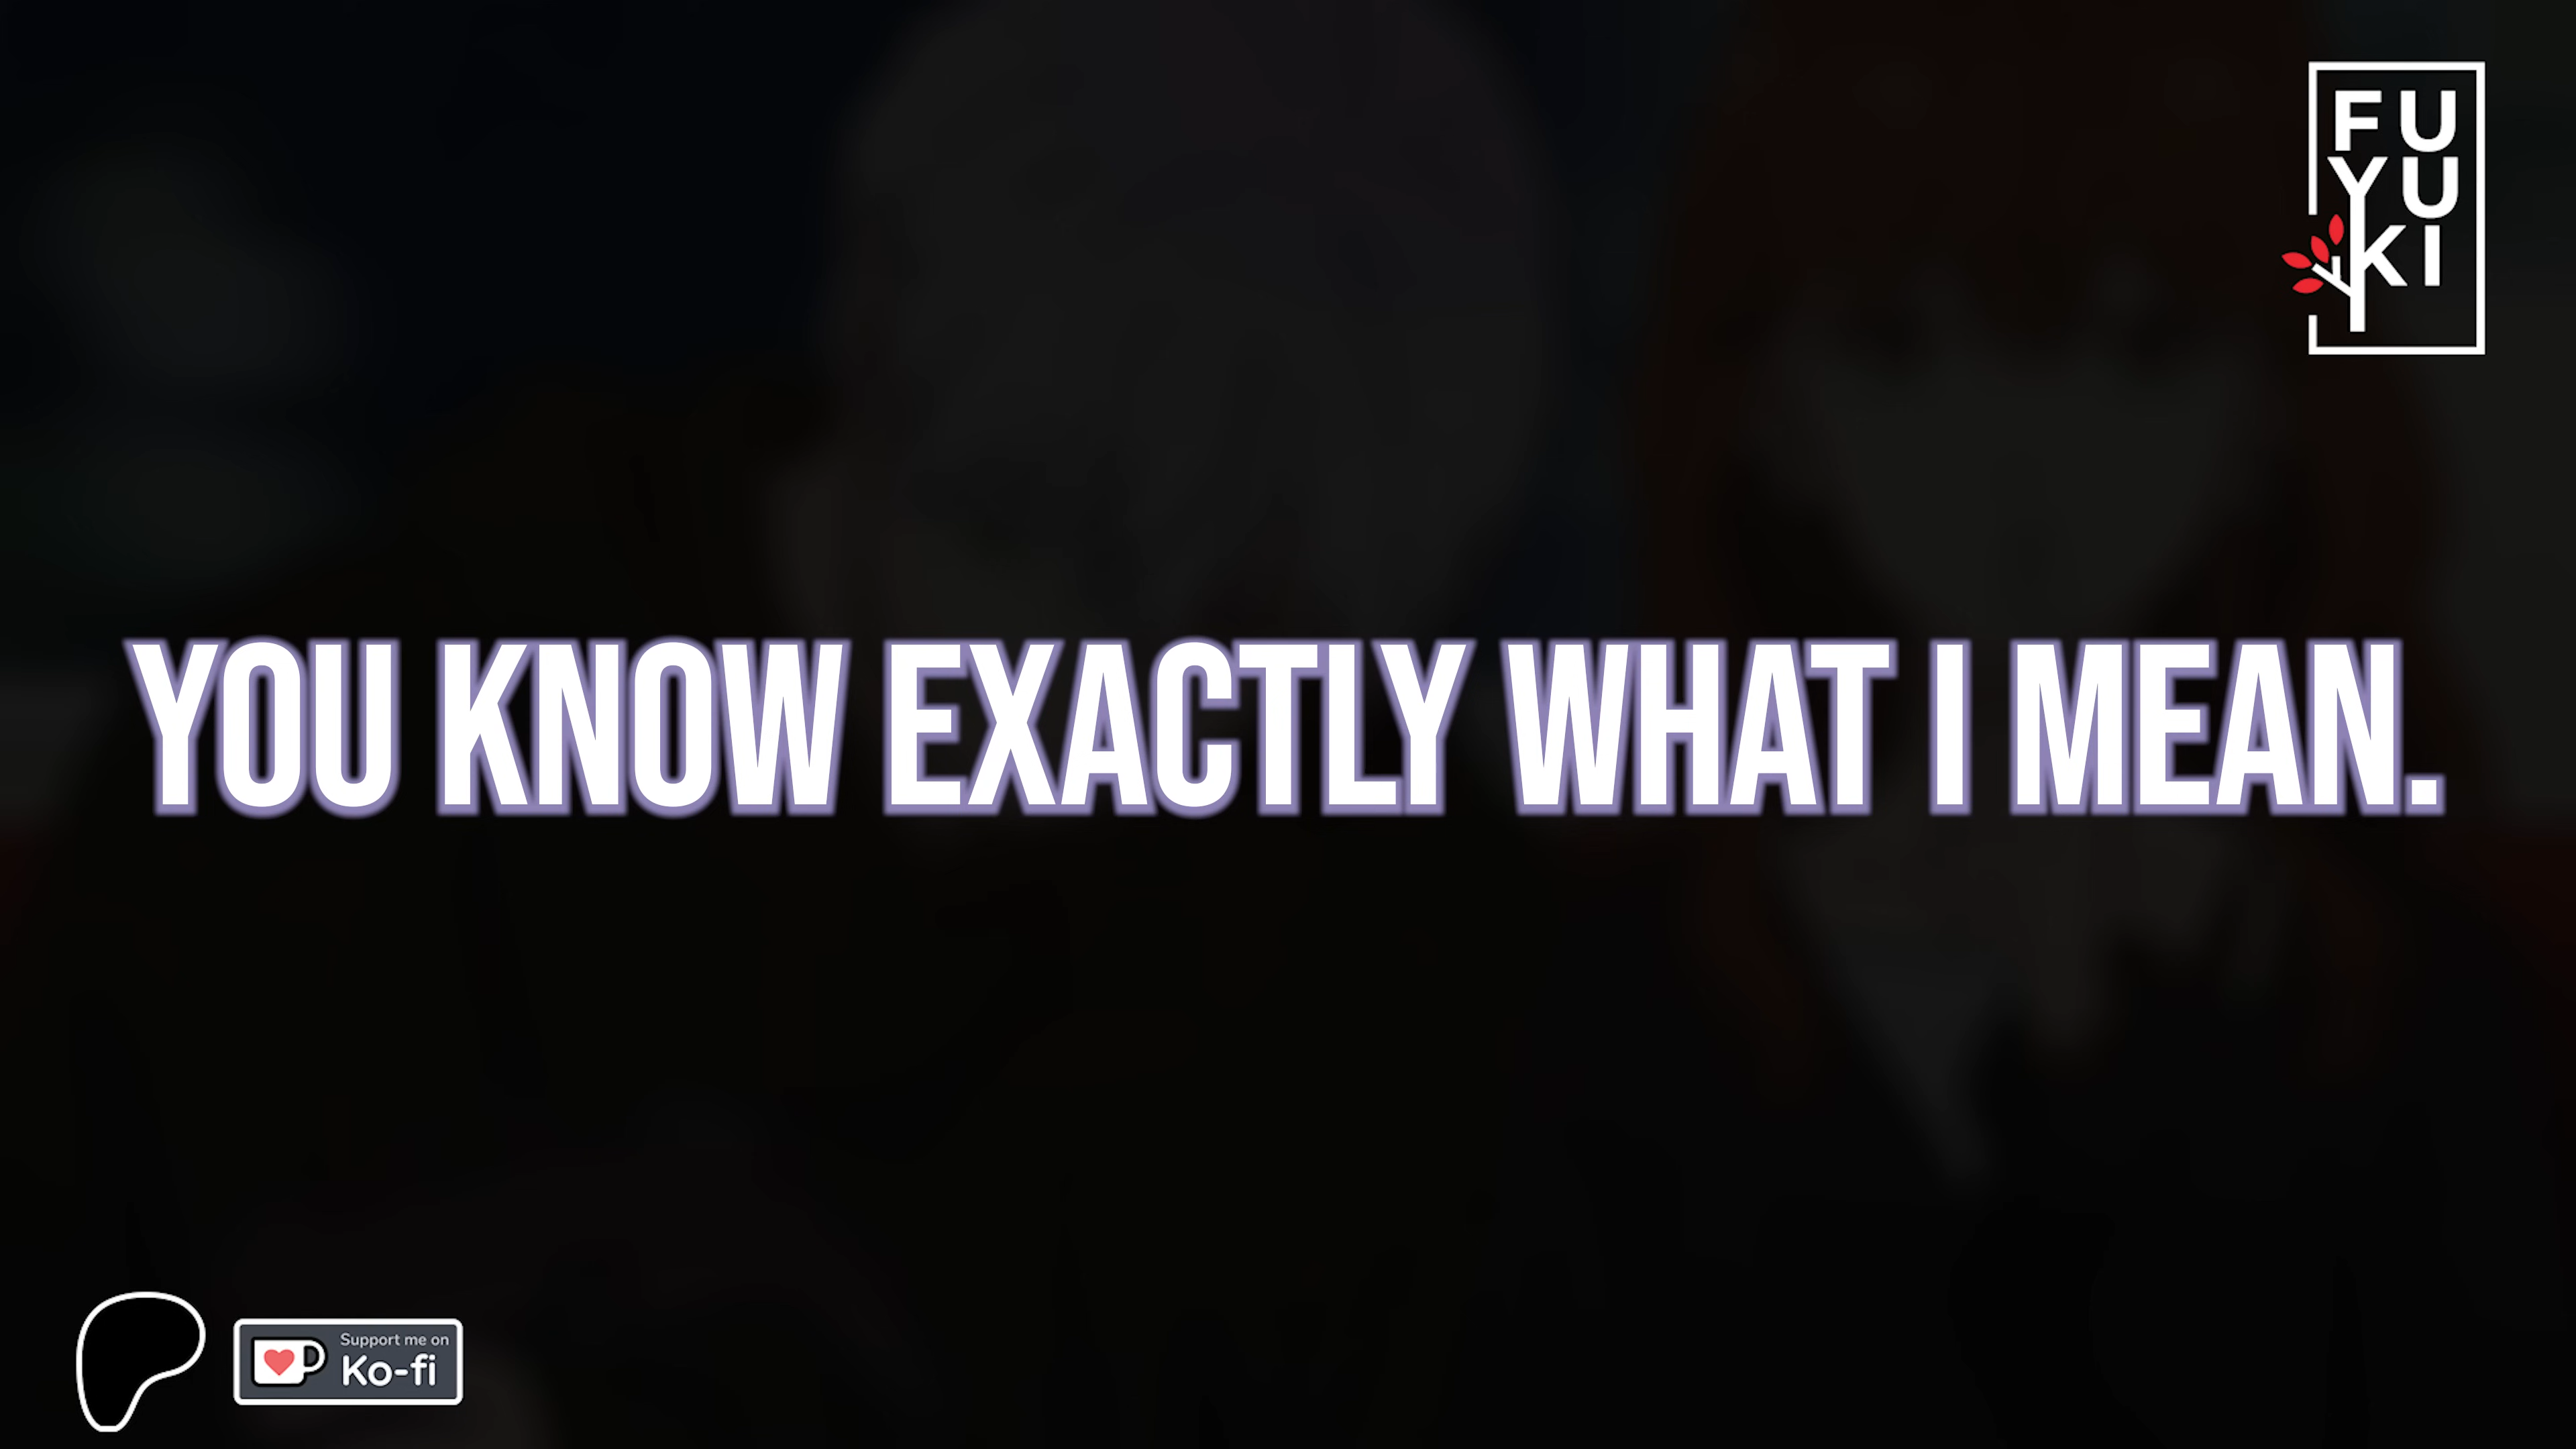 FU
YU
KI
YOU KNOW EXACTLY WHAT I MEAN.
Support me on
Ko-fi